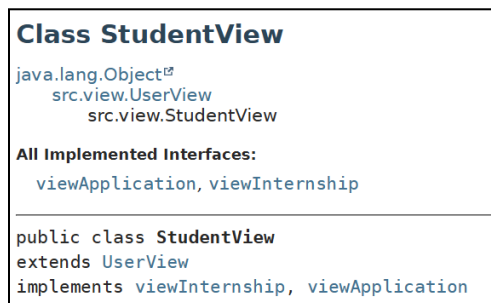 Class StudentView
java.lang.Object
src.view.UserView
src.view.StudentView
All Implemented Interfaces:
viewApplication, viewInternship
public class StudentView
extends UserView
implements viewInternship, viewApplication